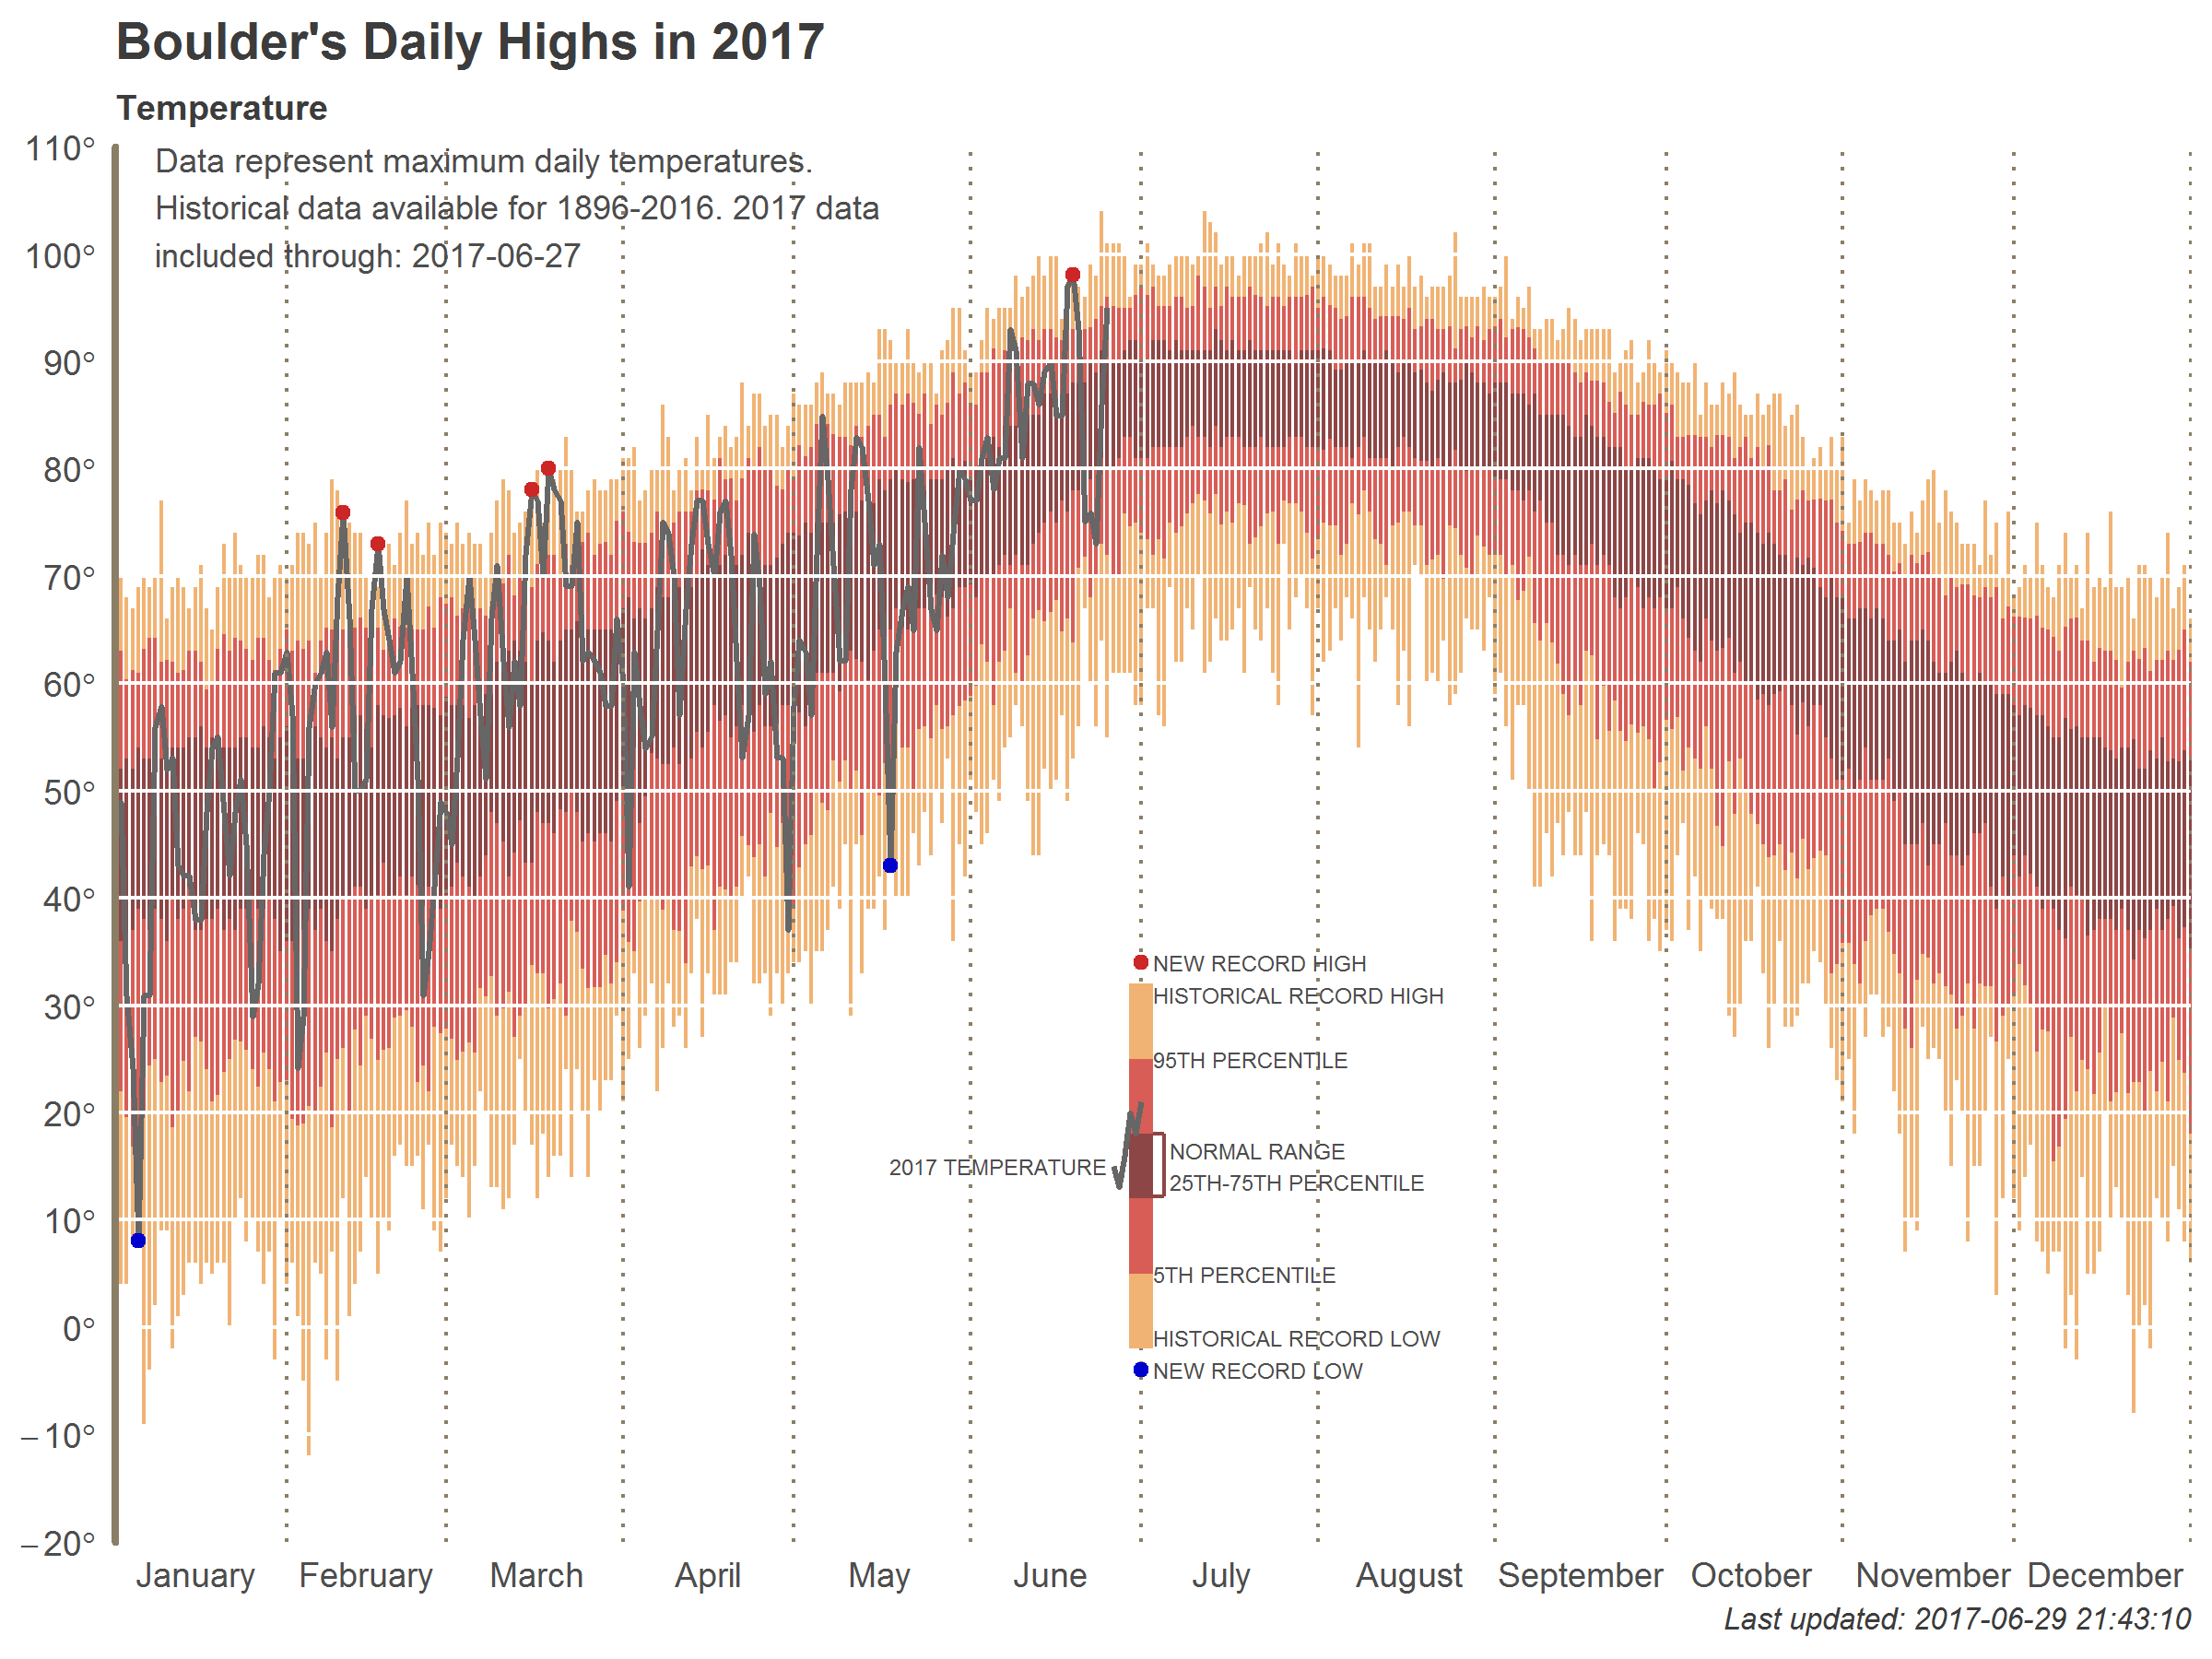 Boulder's Daily Highs in 2017
Temperature
110°
Data represent maximum daily temperatures.
Historical data available for 1896-2016. 2017 data
100°
included through: 2017-06-27
90°
80°
70°
60°
50°
40°
30°
20°
10°
0°
−10°
−20°
NEW RECORD HIGH
HISTORICAL RECORD HIGH
95TH PERCENTILE
NORMAL RANGE
2017 TEMPERATURE
25TH-75TH PERCENTILE
5TH PERCENTILE
HISTORICAL RECORD LOW
NEW RECORD LOW
January February March April May June July August September October November December
Last updated: 2017-06-29 21:43:10